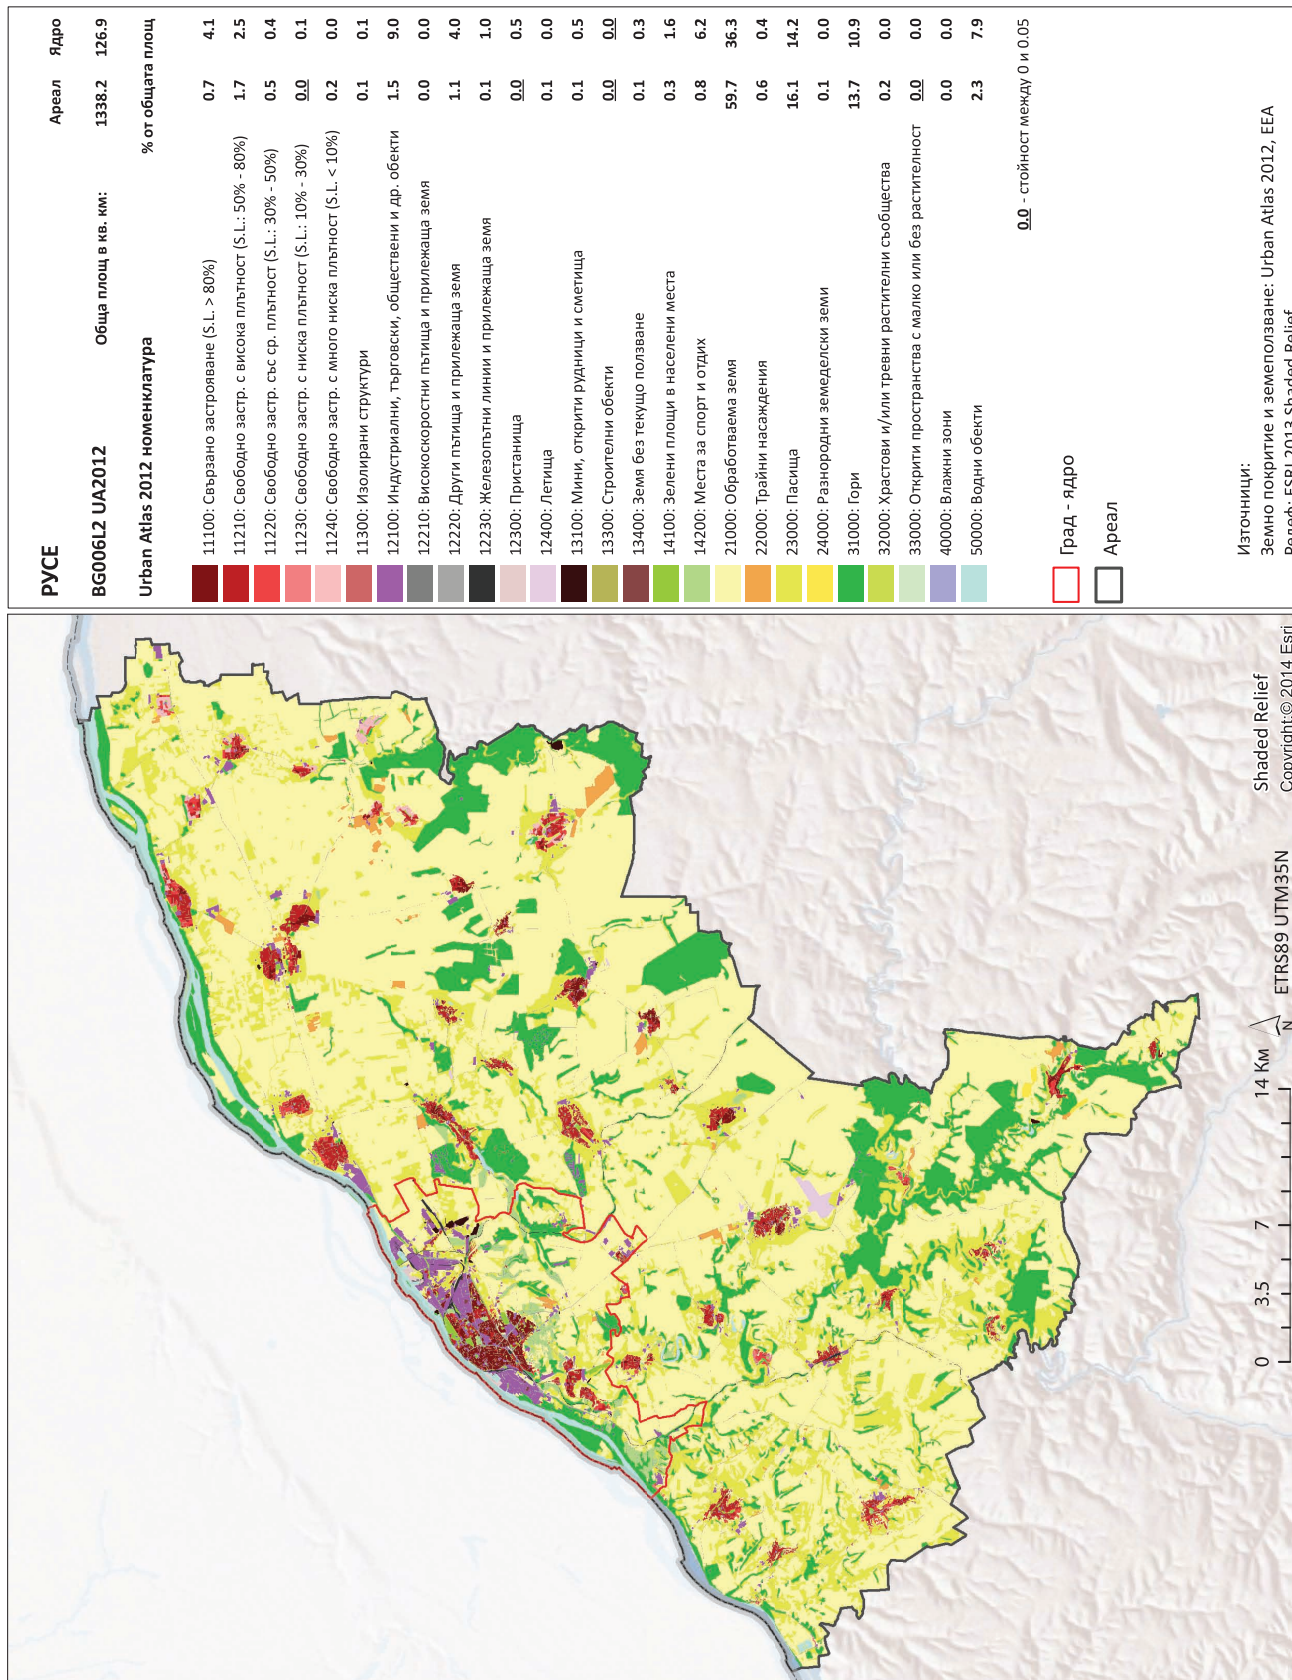 РУСЕ Ареал Ядро
BG006L2 UA2012 Обща площ в кв. км: 1338.2 126.9
Urban Atlas 2012 номенклатура % от общата площ
11100: Свързано застрояване (S.L. > 80%) 0.7 4.1
11210: Свободно застр. с висока плътност (S.L.: 50% - 80%) 1.7 2.5
11220: Свободно застр. със ср. плътност (S.L.: 30% - 50%) 0.5 0.4
11230: Свободно застр. с ниска плътност (S.L.: 10% - 30%) 0.0 0.1
11240: Свободно застр. с много ниска плътност (S.L. < 10%) 0.2 0.0
11300: Изолирани структури 0.1 0.1
12100: Индустриални, търговски, обществени и др. обекти 1.5 9.0
12210: Високоскоростни пътища и прилежаща земя 0.0 0.0
12220: Други пътища и прилежаща земя 1.1 4.0
12230: Железопътни линии и прилежаща земя 0.1 1.0
12300: Пристанища 0.0 0.5
12400: Летища 0.1 0.0
13100: Мини, открити рудници и сметища 0.1 0.5
13300: Строителни обекти 0.0 0.0
13400: Земя без текущо ползване 0.1 0.3
14100: Зелени площи в населени места 0.3 1.6
14200: Места за спорт и отдих 0.8 6.2
21000: Обработваема земя 59.7 36.3
22000: Трайни насаждения 0.6 0.4
23000: Пасища 16.1 14.2
24000: Разнородни земеделски земи 0.1 0.0
31000: Гори 13.7 10.9
32000: Храстови и/или тревни растителни съобщества 0.2 0.0
33000: Открити пространства с малко или без растителност 0.0 0.0
40000: Влажни зони 0.0 0.0
50000: Водни обекти 2.3 7.9
0.0 - стойност между 0 и 0.05
Град - ядро
Ареал
Източници:
Земно покритие и земеползване: Urban Atlas 2012, EEA
Релеф: ESRI 2013 Shaded Relief
Shaded Relief
Copyright:© 2014 Esri
0 3.5 7 14 Км
N
ETRS89 UTM35N